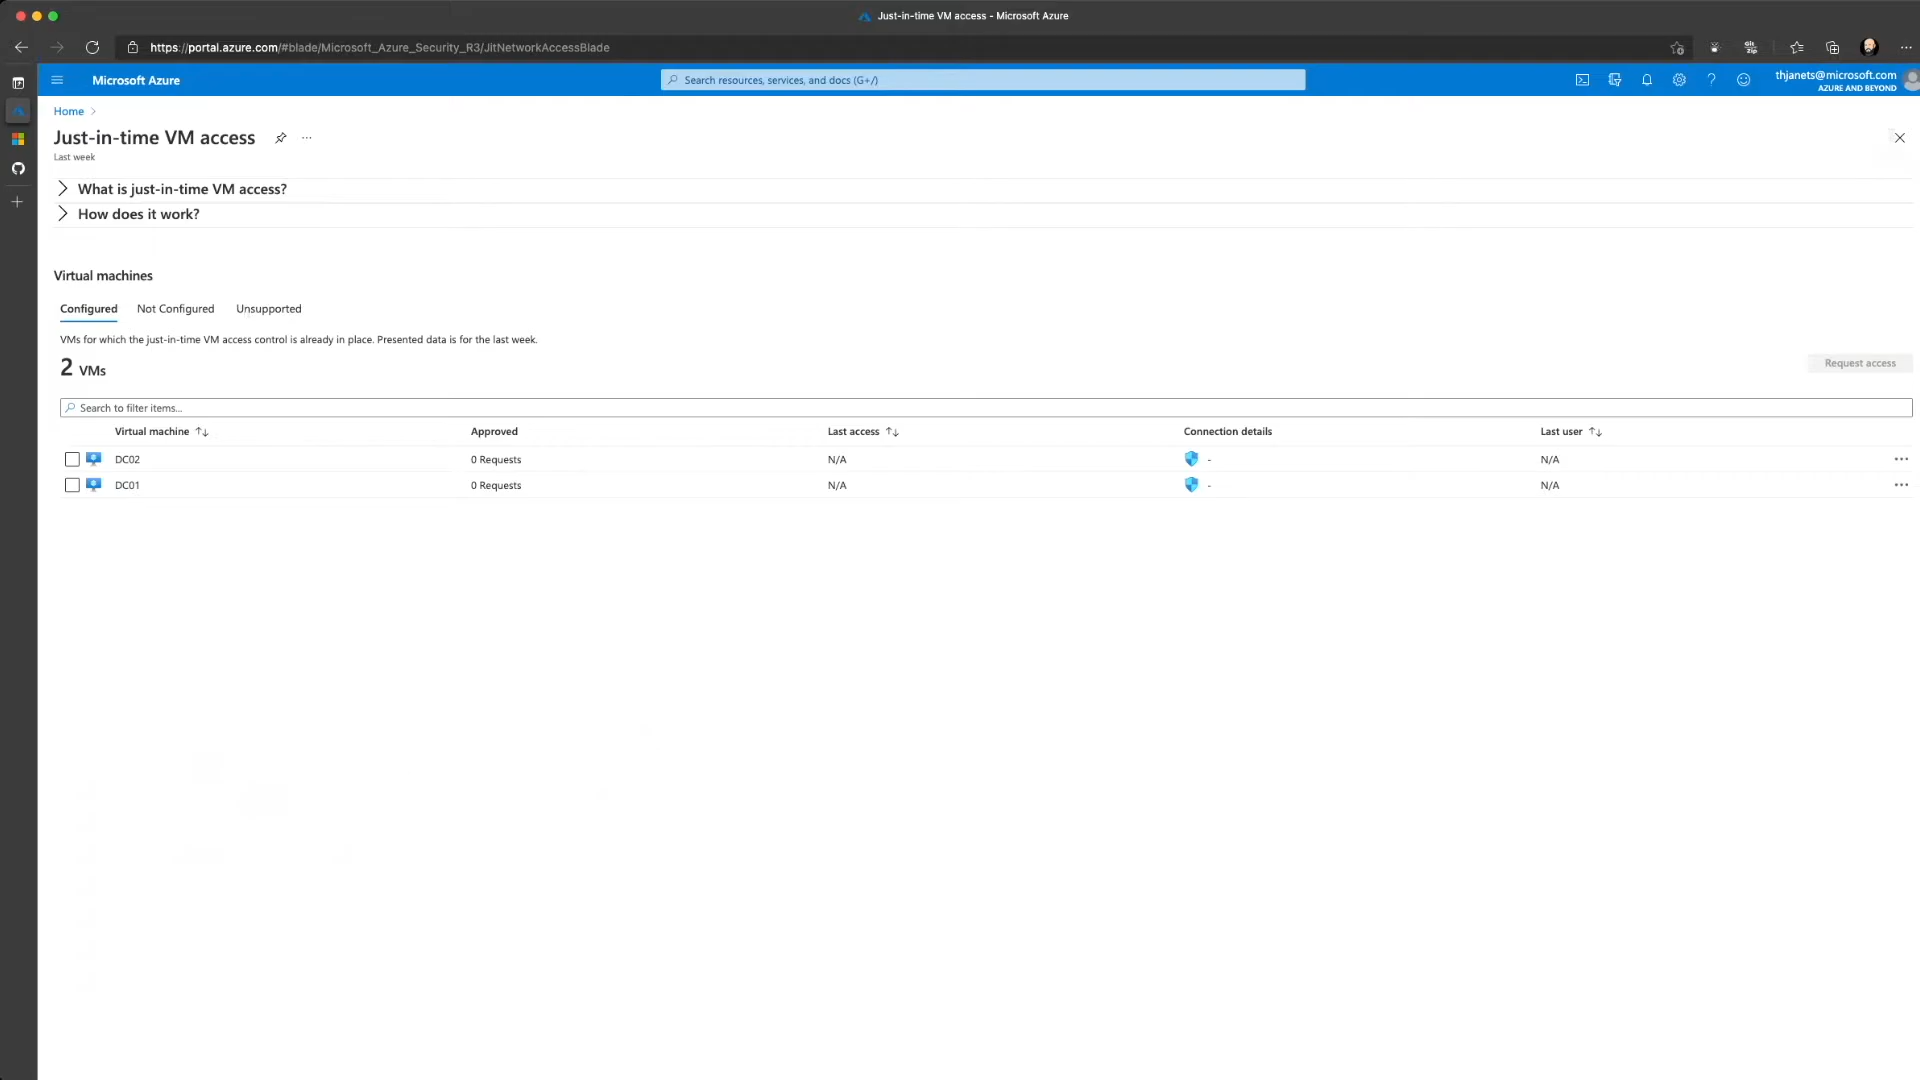 Just-in-time VM access - Microsoft Azure
https://portal.azure.com/#blade/Microsoft_Azure_Security_R3/JitNetworkAccessBlade
Microsoft Azure
Search resources, services, and docs (G+/)
thjanets@microsoft.com
AZURE AND BEYOND
Home
Just-in-time VM access
Last week
What is just-in-time VM access?
How does it work?
Virtual machines
Configured Not Configured Unsupported
VMs for which the just-in-time VM access control is already in place. Presented data is for the last week.
2 VMs
Request access
Search to filter items...
Virtual machine Approved Last access Connection details Last user
DC02 0 Requests N/A - N/A
DC01 0 Requests N/A - N/A